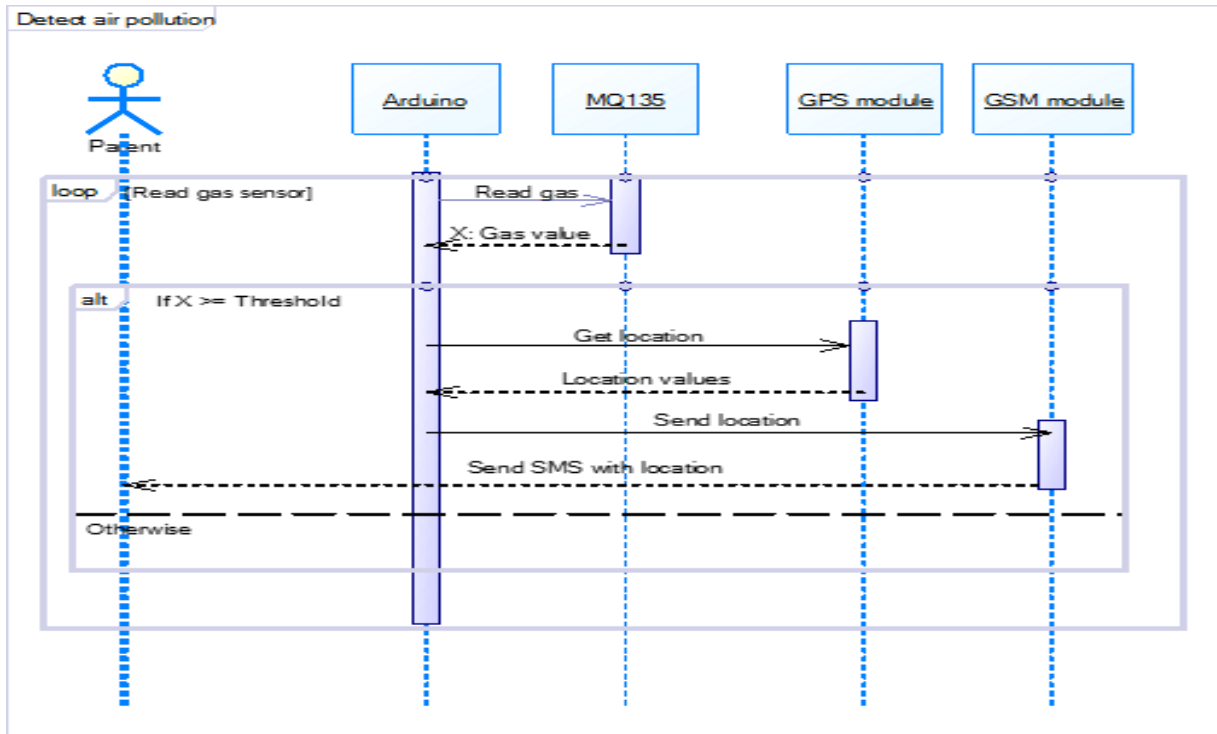 Detect air pollution
Parent
Arduino
MQ135
GPS module
GSM module
loop
[Read gas sensor]
Read gas
X: Gas value
alt
If X >= Threshold
Get location
Location values
Send location
Send SMS with location
Otherwise